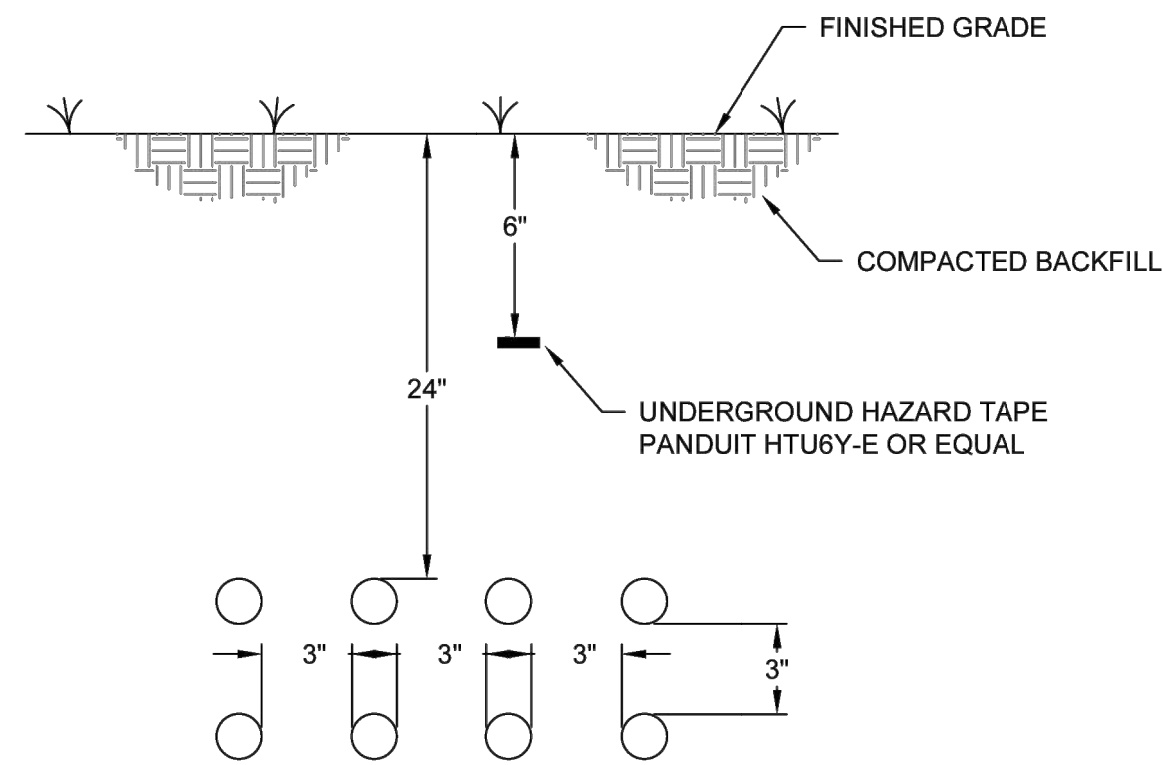 FINISHED GRADE
6"
COMPACTED BACKFILL
24"
UNDERGROUND HAZARD TAPE
PANDUIT HTU6Y-E OR EQUAL
3" 3" 3"
3"